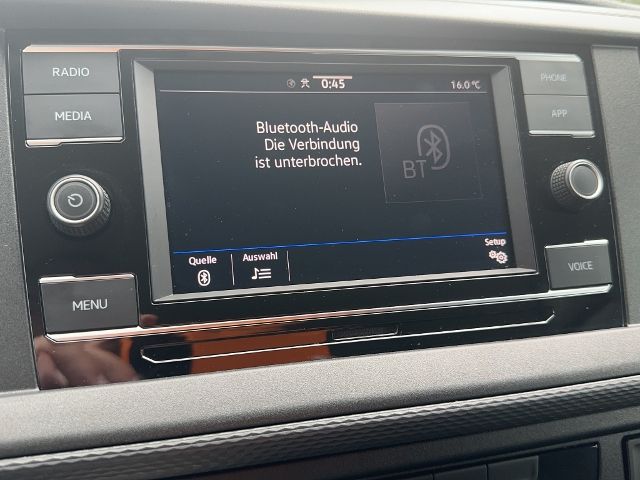 RADIO
MEDIA
MENU
0:45
16.0 °C
Bluetooth-Audio
Die Verbindung
ist unterbrochen.
BT
Quelle
Auswahl
Setup
PHONE
APP
VOICE